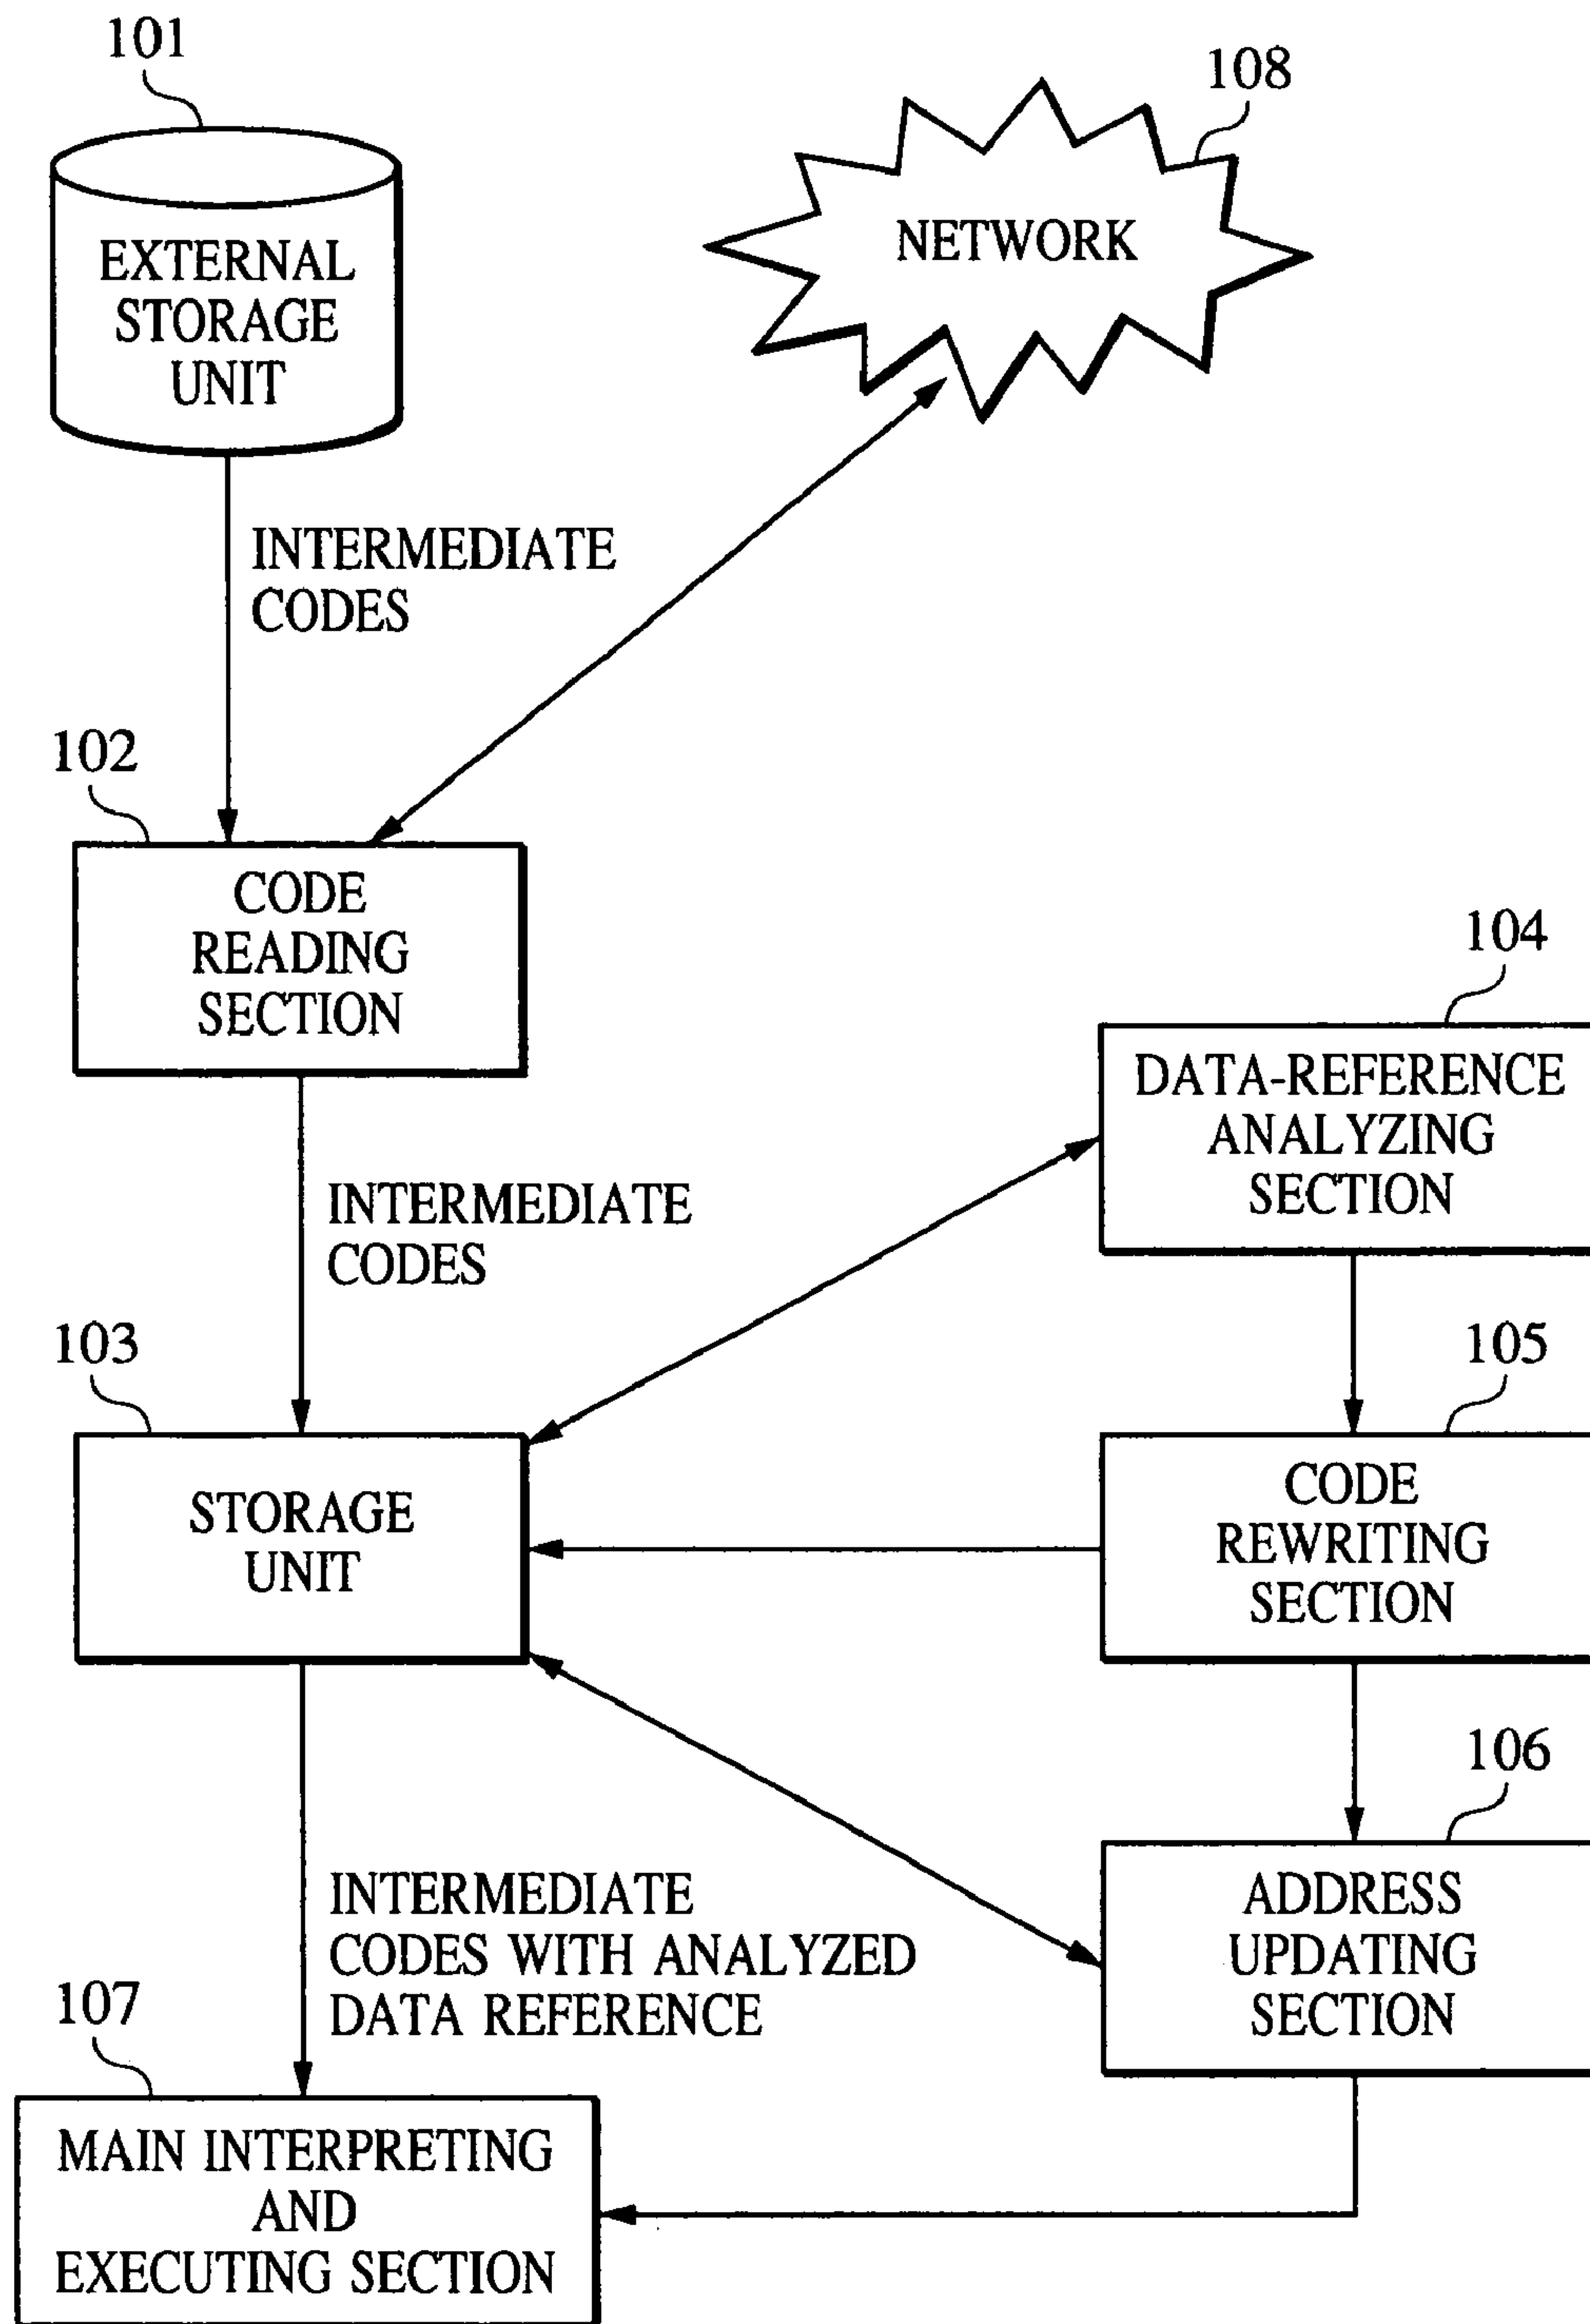 101
108
EXTERNAL
STORAGE
UNIT
NETWORK
INTERMEDIATE
CODES
102
CODE
READING
SECTION
104
DATA-REFERENCE
ANALYZING
SECTION
INTERMEDIATE
CODES
103
105
STORAGE
UNIT
CODE
REWRITING
SECTION
106
ADDRESS
UPDATING
SECTION
INTERMEDIATE
CODES WITH ANALYZED
DATA REFERENCE
107
MAIN INTERPRETING
AND
EXECUTING SECTION